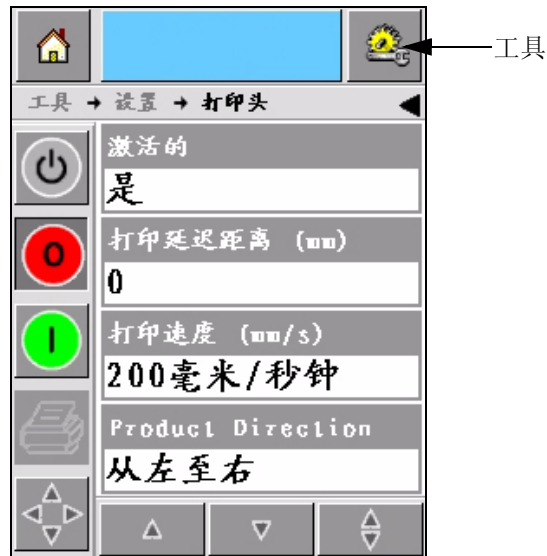 工具
工具 → 设置 → 打印头
激活的
是
打印延迟距离 (mm)
0
打印速度 (mm/s)
200毫米/秒钟
Product Direction
从左至右
0
I